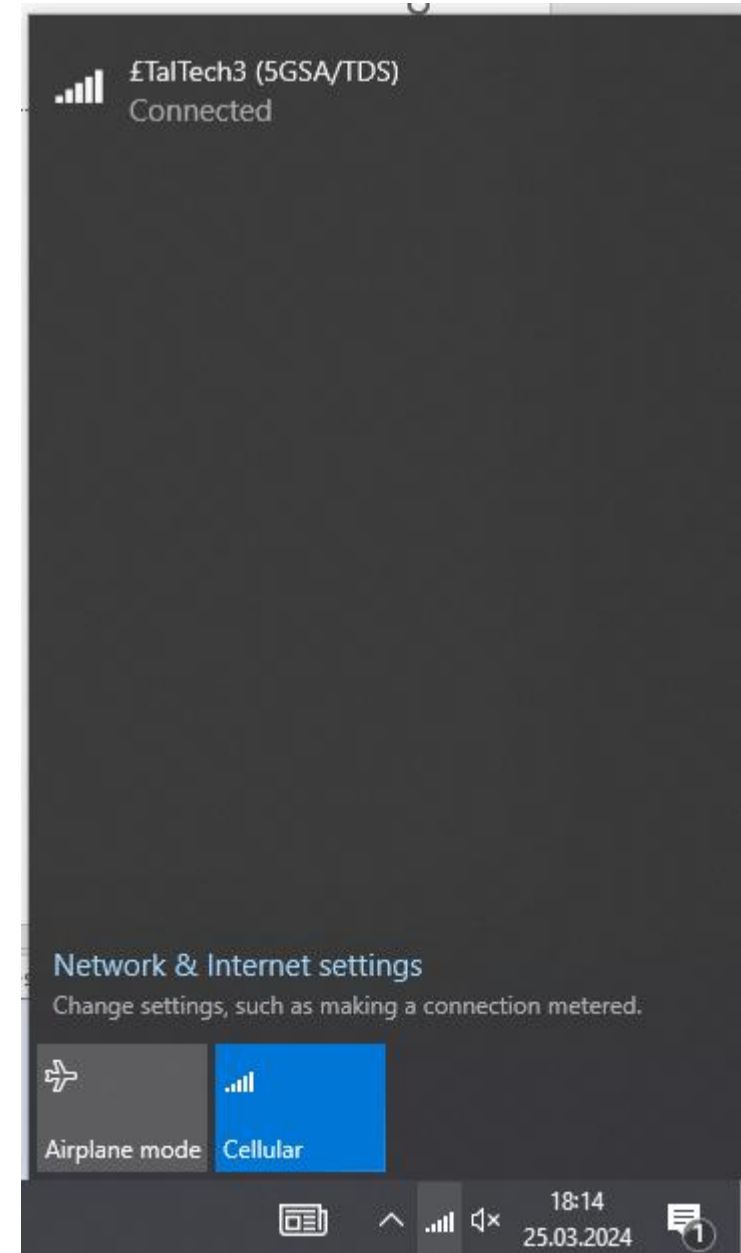 £TalTech3 (5GSA/TDS)
Connected
Network & Internet settings
Change settings, such as making a connection metered.
Airplane mode
Cellular
18:14
25.03.2024
1